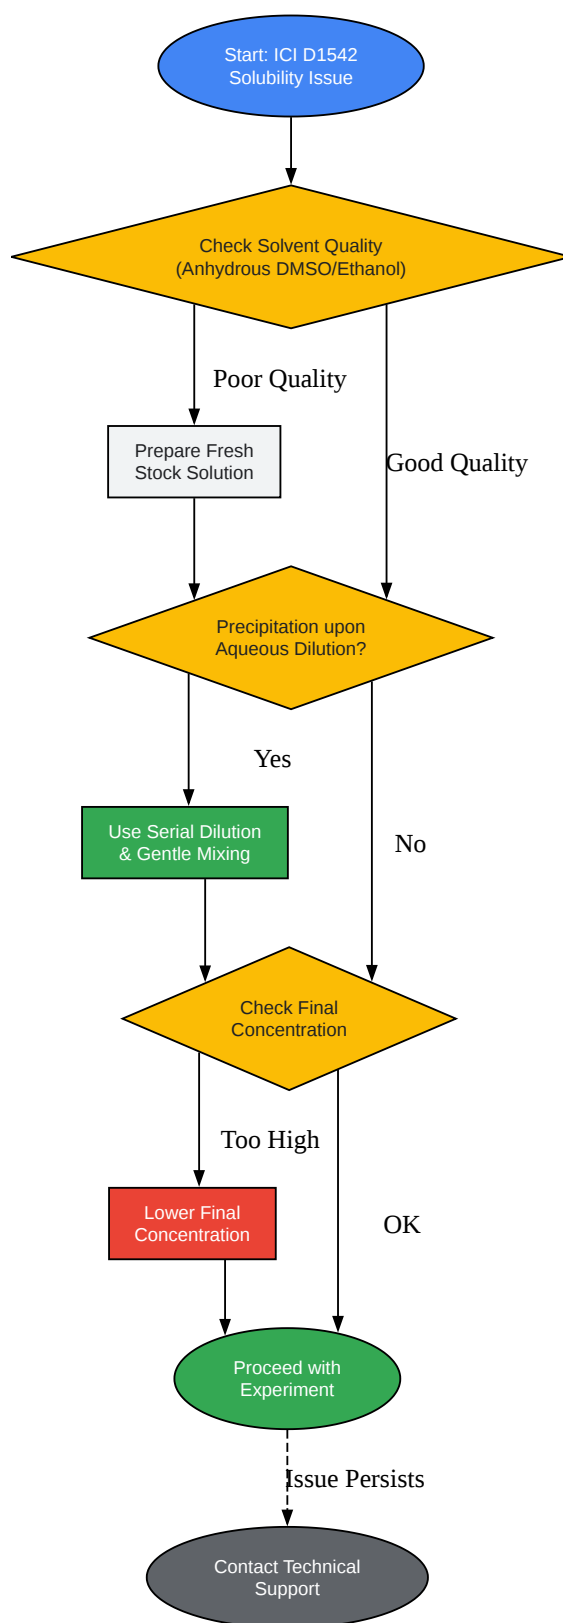 Start: ICI D1542
Solubility Issue
Check Solvent Quality
(Anhydrous DMSO/Ethanol)
Poor Quality
Prepare Fresh
Stock Solution
Good Quality
Precipitation upon
Aqueous Dilution?
Yes
Use Serial Dilution
& Gentle Mixing
No
Check Final
Concentration
Too High
Lower Final
Concentration
OK
Proceed with
Experiment
Issue Persists
Contact Technical
Support